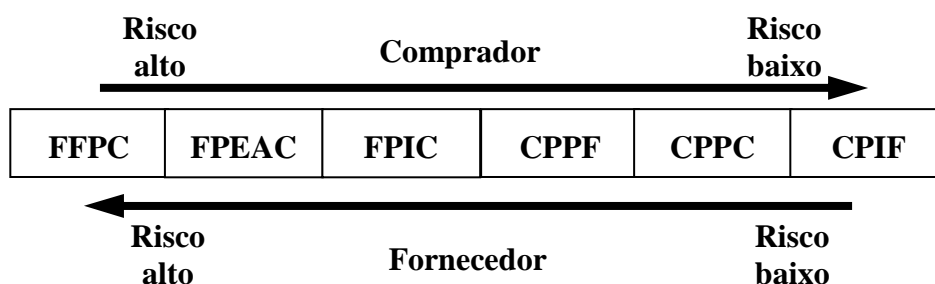 Risco alto
Comprador
Risco baixo
FFPC FPEAC FPIC CPPF CPPC CPIF
Risco alto
Fornecedor
Risco baixo